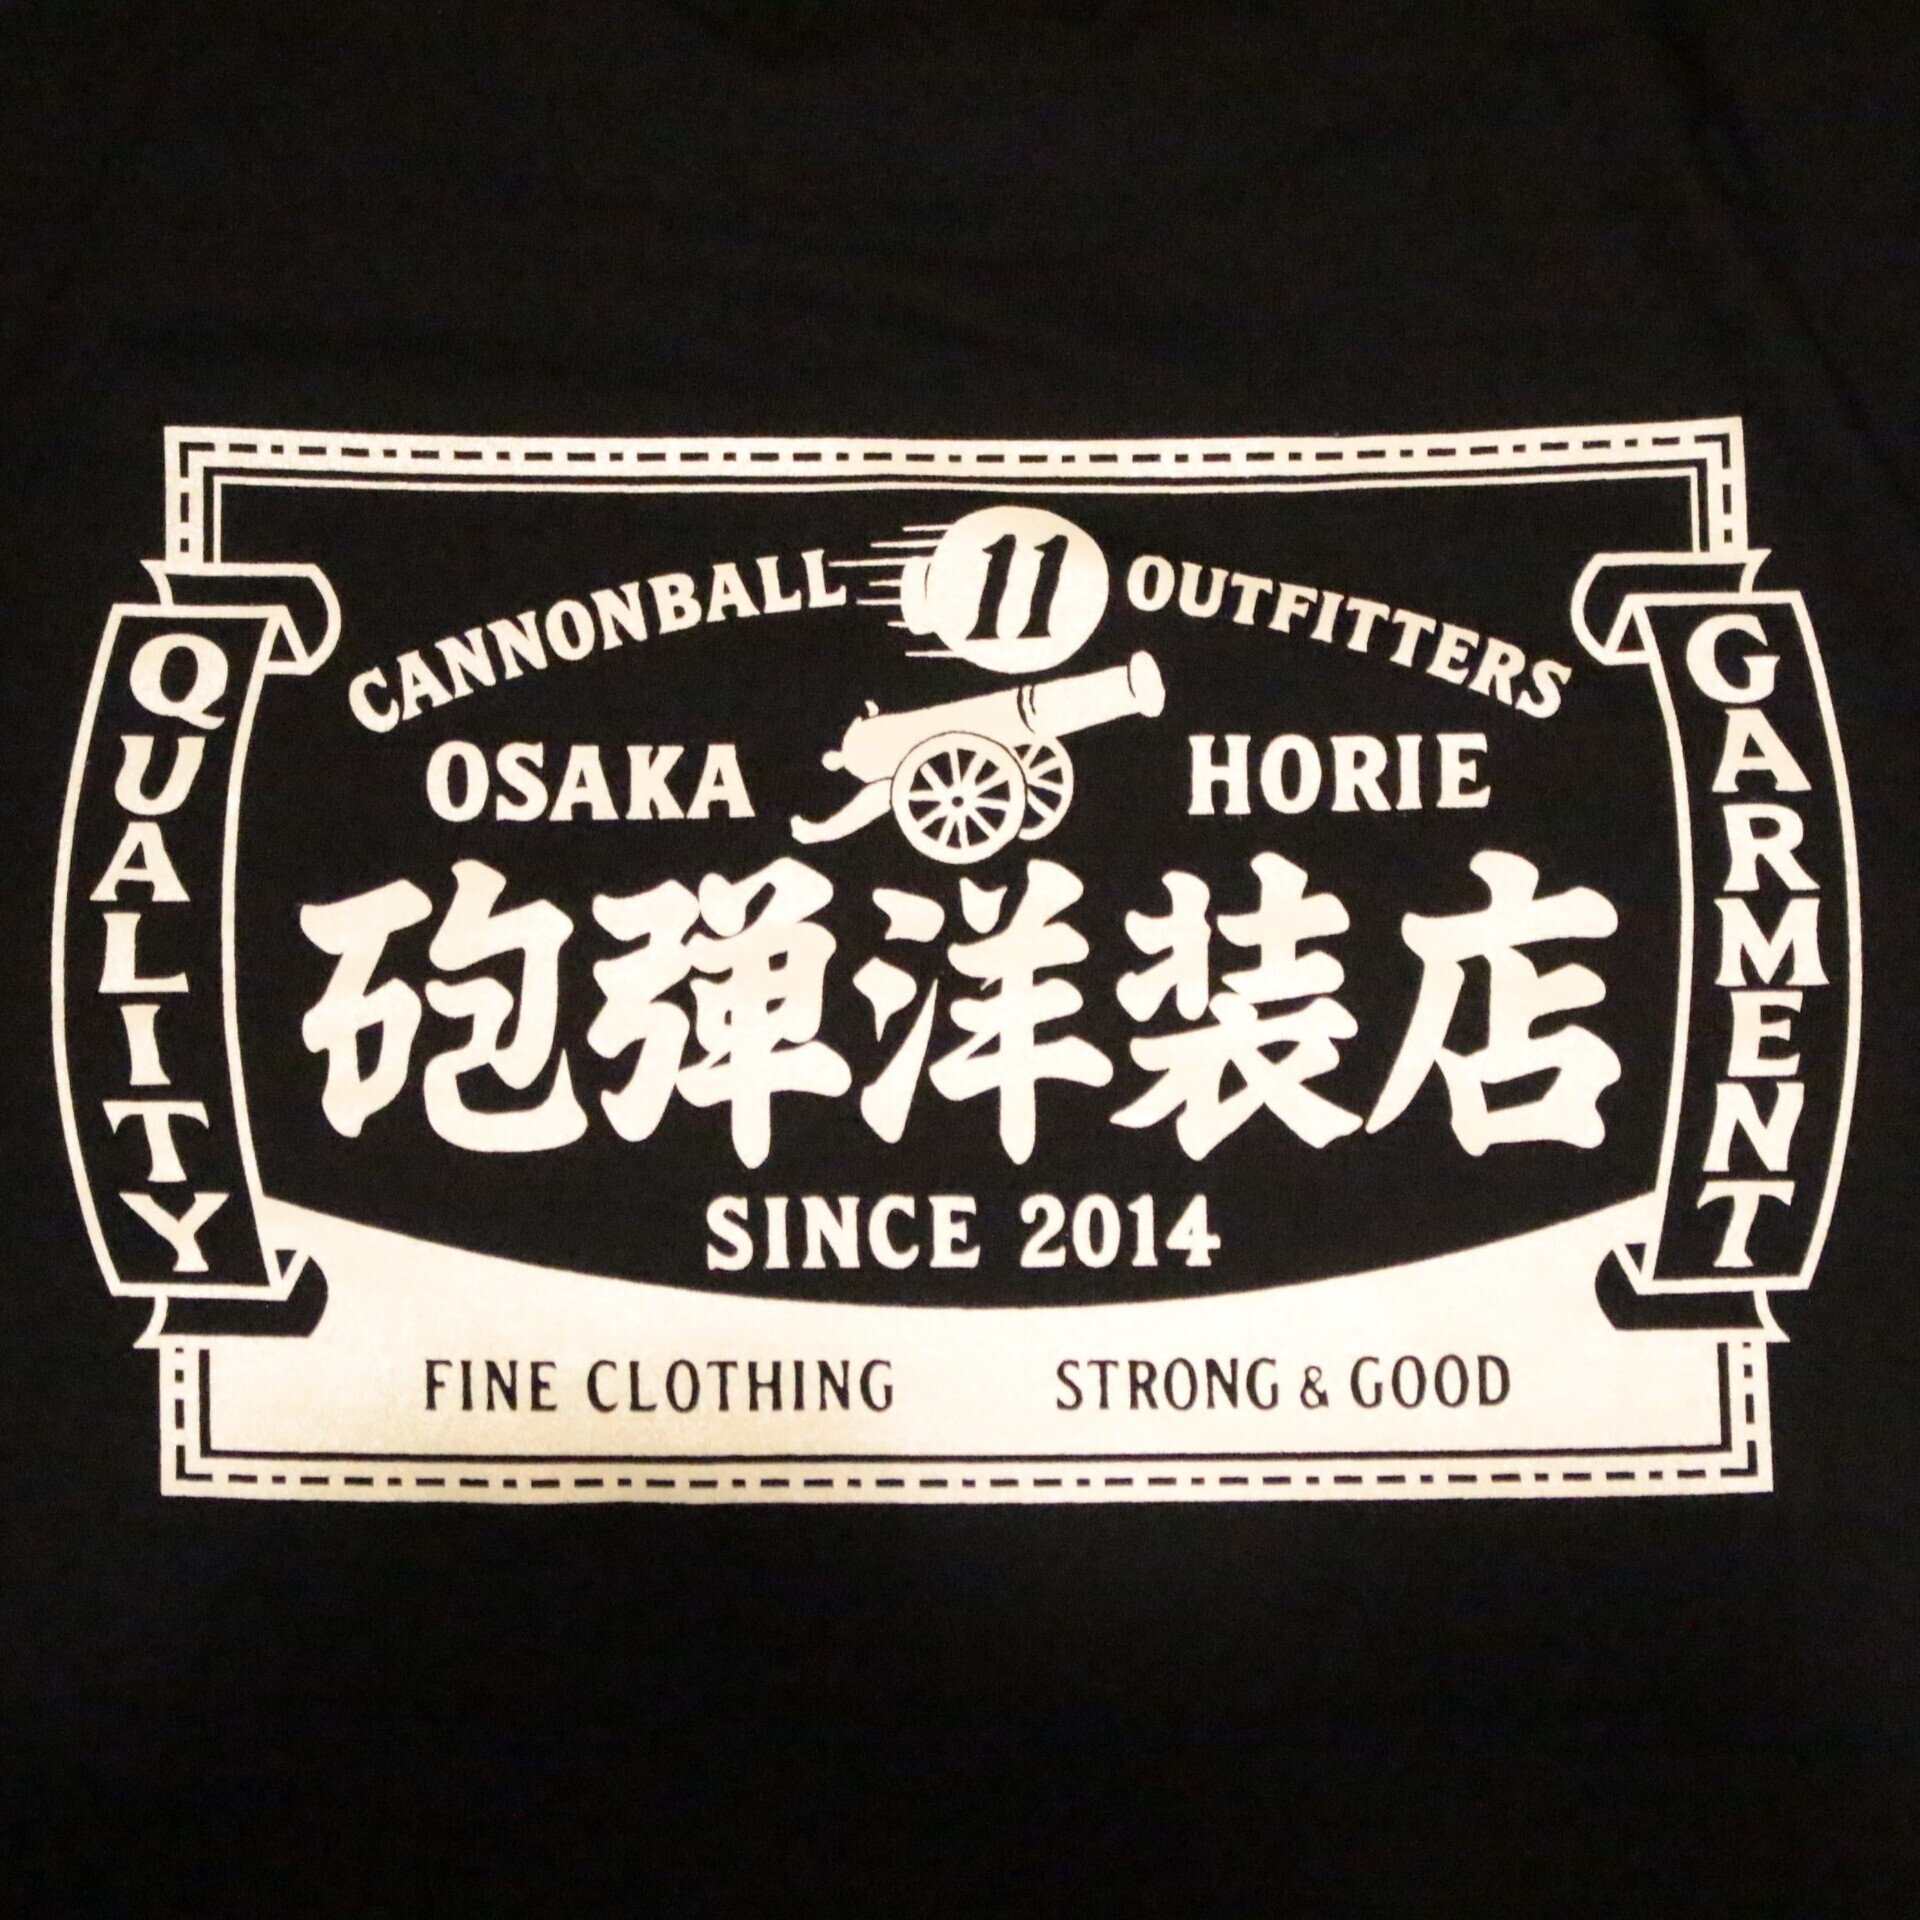 CANNONBALL 11 OUTFITTERS
OSAKA HORIE
砲弾洋装店
SINCE 2014
QUALITY
GARMENT
FINE CLOTHING STRONG & GOOD